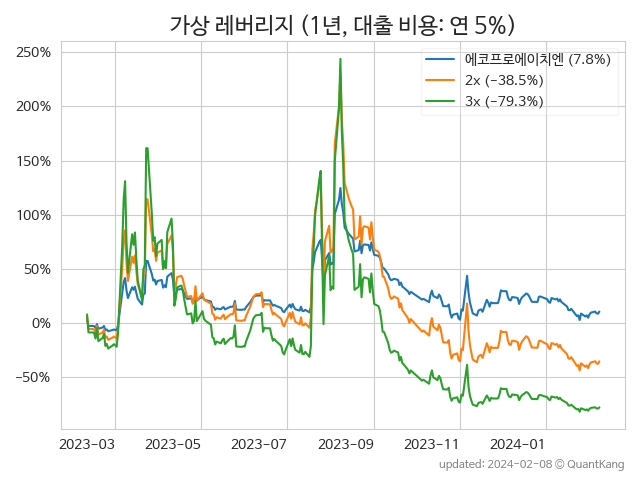 가상 레버리지 (1년, 대출 비용: 연 5%)
250%
200%
150%
100%
50%
0%
−50%
에코프로에이치엔 (7.8%)
2x (−38.5%)
3x (−79.3%)
2023-03
2023-05
2023-07
2023-09
2023-11
2024-01
updated: 2024-02-08 © QuantKang